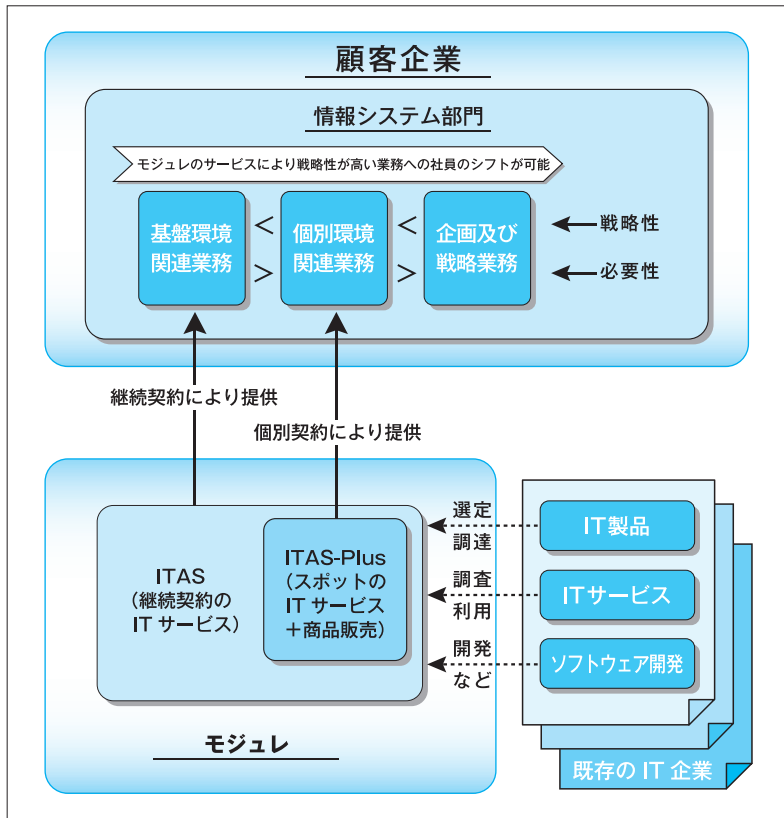 顧客企業
情報システム部門
モジュレのサービスにより戦略性が高い業務への社員のシフトが可能
基盤環境
関連業務
<
>
個別環境
関連業務
<
>
企画及び
戦略業務
戦略性
必要性
継続契約により提供
個別契約により提供
ITAS
(継続契約の
ITサービス)
ITAS-Plus
(スポットの
ITサービス
+商品販売)
モジュレ
選定
調達
調査
利用
開発
など
IT製品
ITサービス
ソフトウェア開発
既存のIT企業